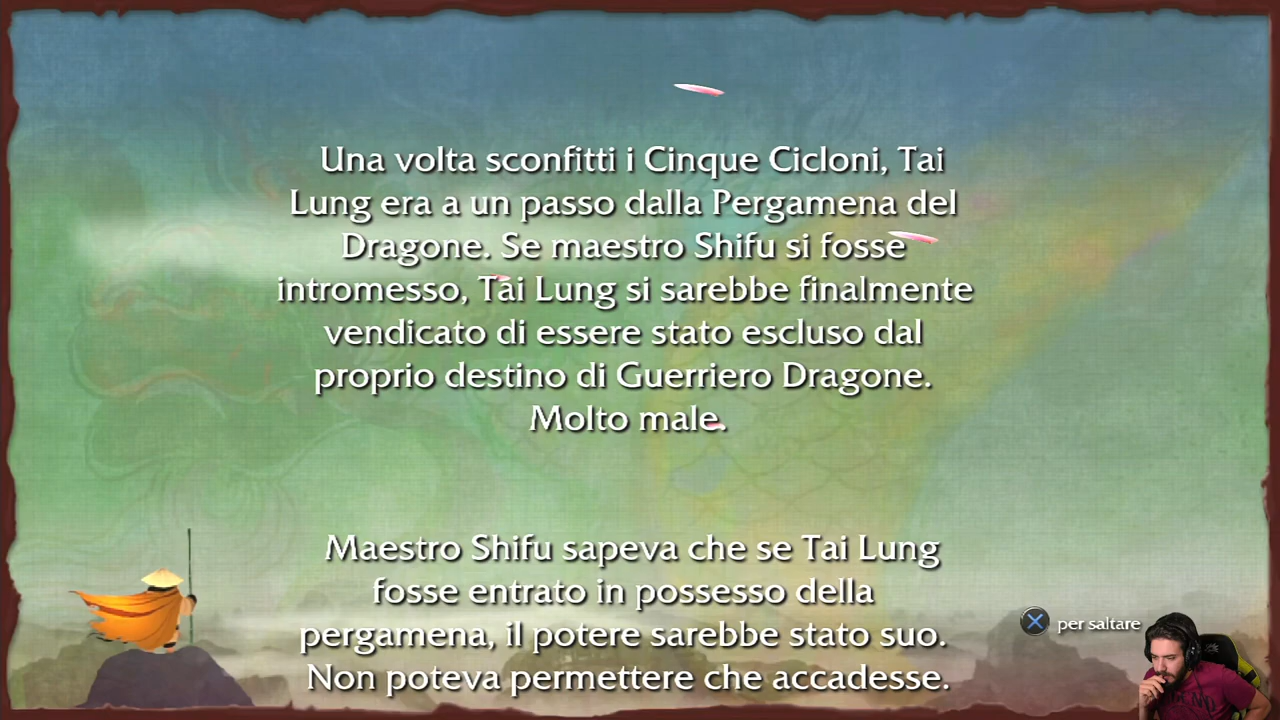 Una volta sconfitti i Cinque Cicloni, Tai
Lung era a un passo dalla Pergamena del
Dragone. Se maestro Shifu si fosse
intromesso, Tai Lung si sarebbe finalmente
vendicato di essere stato escluso dal
proprio destino di Guerriero Dragone.
Molto male.
Maestro Shifu sapeva che se Tai Lung
fosse entrato in possesso della
pergamena, il potere sarebbe stato suo.
Non poteva permettere che accadesse.
per saltare